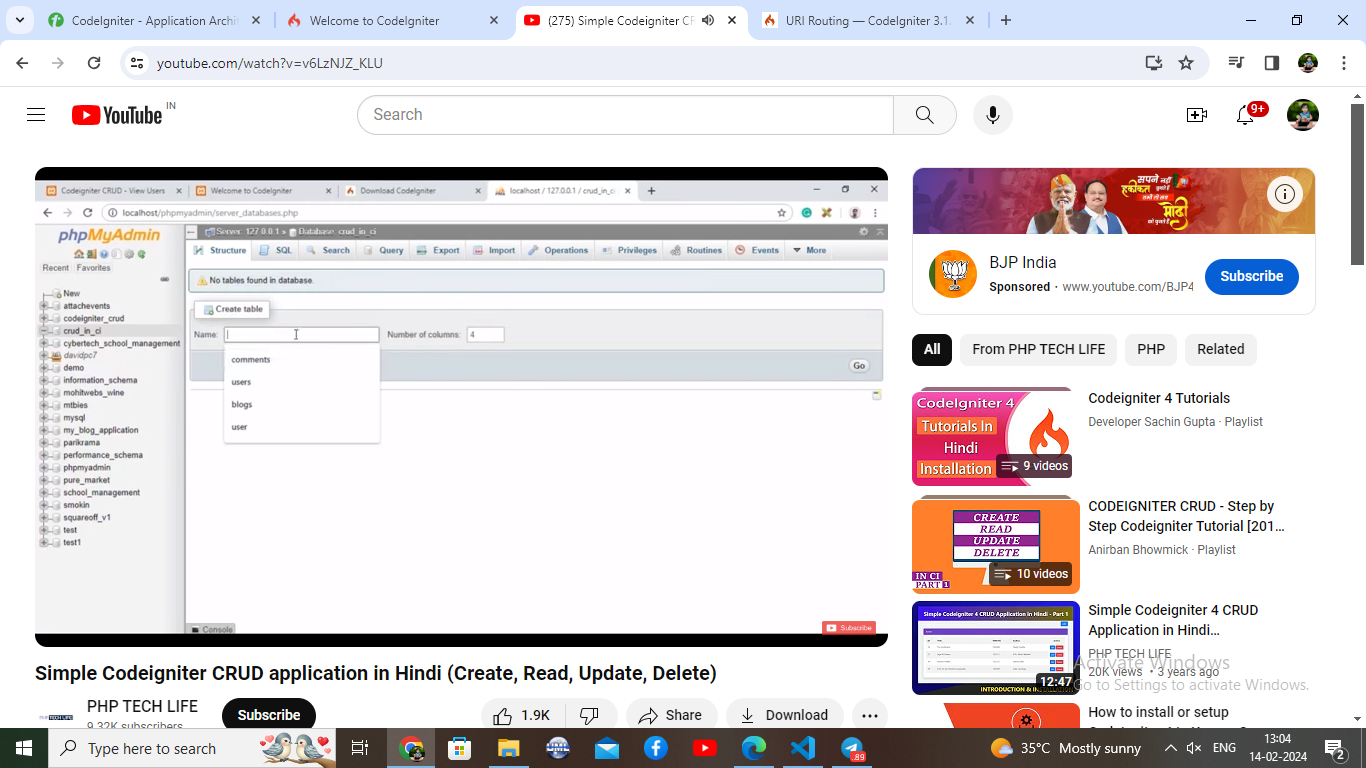 CodeIgniter - Application Archi
Welcome to CodeIgniter
(275) Simple Codeigniter CR
URI Routing — CodeIgniter 3.1.
youtube.com/watch?v=v6LzNJZ_KLU
YouTube IN
Search
9+
Codeigniter CRUD - View Users
Welcome to CodeIgniter
Download CodeIgniter
localhost / 127.0.0.1 / crud_in_ci
localhost/phpmyadmin/server_databases.php
phpMyAdmin
Recent Favorites
New
attachevents
codeigniter_crud
crud_in_ci
cybertech_school_management
davidpc7
demo
information_schema
mohitwebs_wine
mtbies
mysql
my_blog_application
parikrama
performance_schema
phpmyadmin
pure_market
school_management
smokin
squareoff_v1
test
test1
Server: 127.0.0.1 » Database: crud_in_ci
Structure SQL Search Query Export Import Operations Privileges Routines Events More
No tables found in database.
Create table
Name: Number of columns: 4
comments
users
blogs
user
Go
Console
Subscribe
Simple Codeigniter CRUD application in Hindi (Create, Read, Update, Delete)
PHP TECH LIFE
9.32K subscribers
Subscribe
1.9K
Share
Download
सपने नहीं
हकीकत
BJP India
Sponsored · www.youtube.com/BJP4
Subscribe
All
From PHP TECH LIFE
PHP
Related
CodeIgniter 4
Tutorials In
Hindi
Installation
9 videos
Codeigniter 4 Tutorials
Developer Sachin Gupta · Playlist
CREATE
READ
UPDATE
DELETE
IN CI
PART 1
10 videos
CODEIGNITER CRUD - Step by
Step Codeigniter Tutorial [201...
Anirban Bhowmick · Playlist
Simple Codeigniter 4 CRUD Application in Hindi - Part 1
INTRODUCTION &
12:47
Simple Codeigniter 4 CRUD
Application in Hindi...
PHP TECH LIFE
20K views · 3 years ago
How to install or setup
Activate Windows
Go to Settings to activate Windows.
Type here to search
89
35°C Mostly sunny
ENG
13:04
14-02-2024
2